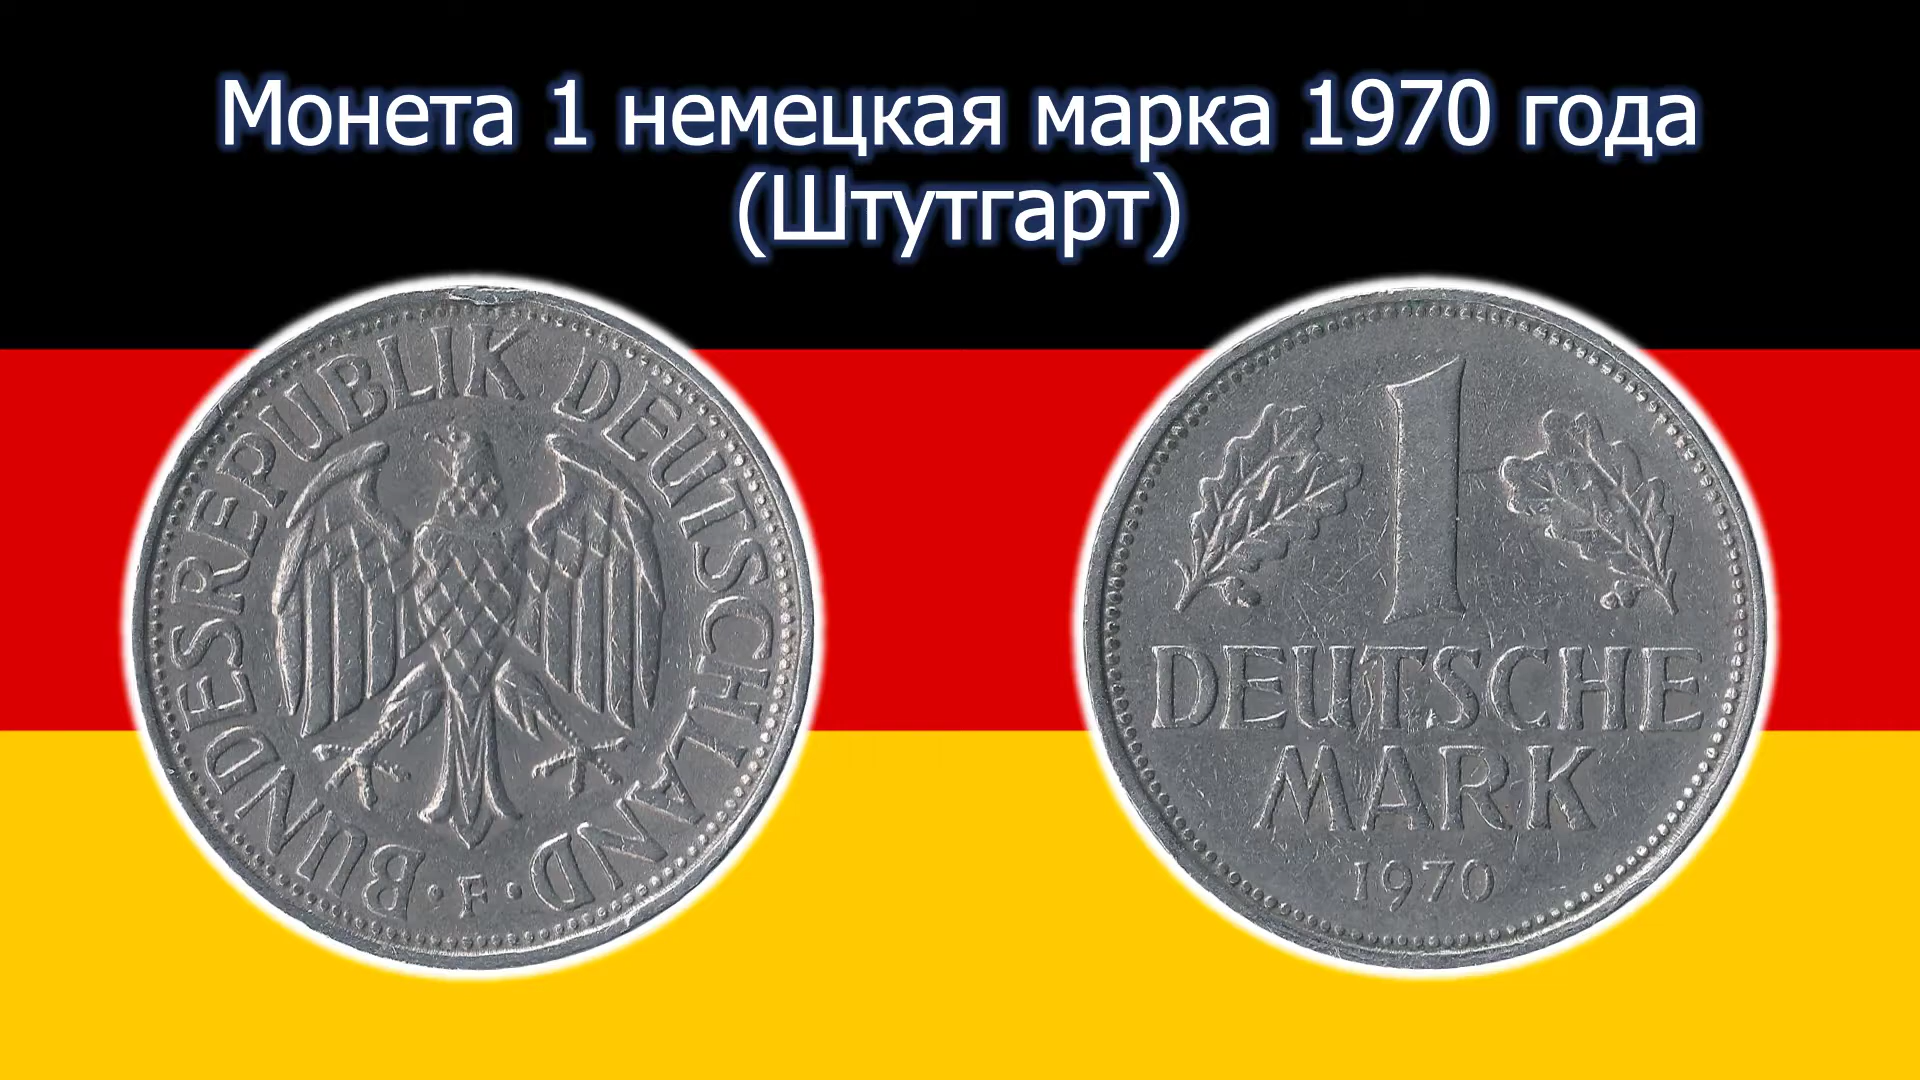 Монета 1 немецкая марка 1970 года
(Штутгарт)
BUNDESREPUBLIK DEUTSCHLAND
· F ·
1
DEUTSCHE
MARK
1970